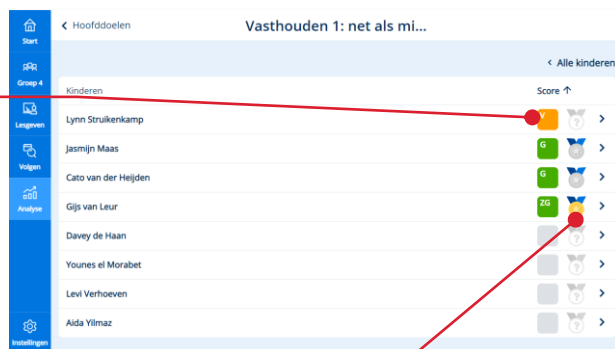 Start
Groep 4
Lesgeven
Volgen
Analyse
Instellingen
Hoofddoelen
Vasthouden 1: net als mi...
Alle kinderen
Kinderen Score
Lynn Struikenkamp V ?
Jasmijn Maas G
Cato van der Heijden G
Gijs van Leur ZG
Davey de Haan ?
Younes el Morabet ?
Levi Verhoeven ?
Aida Yilmaz ?